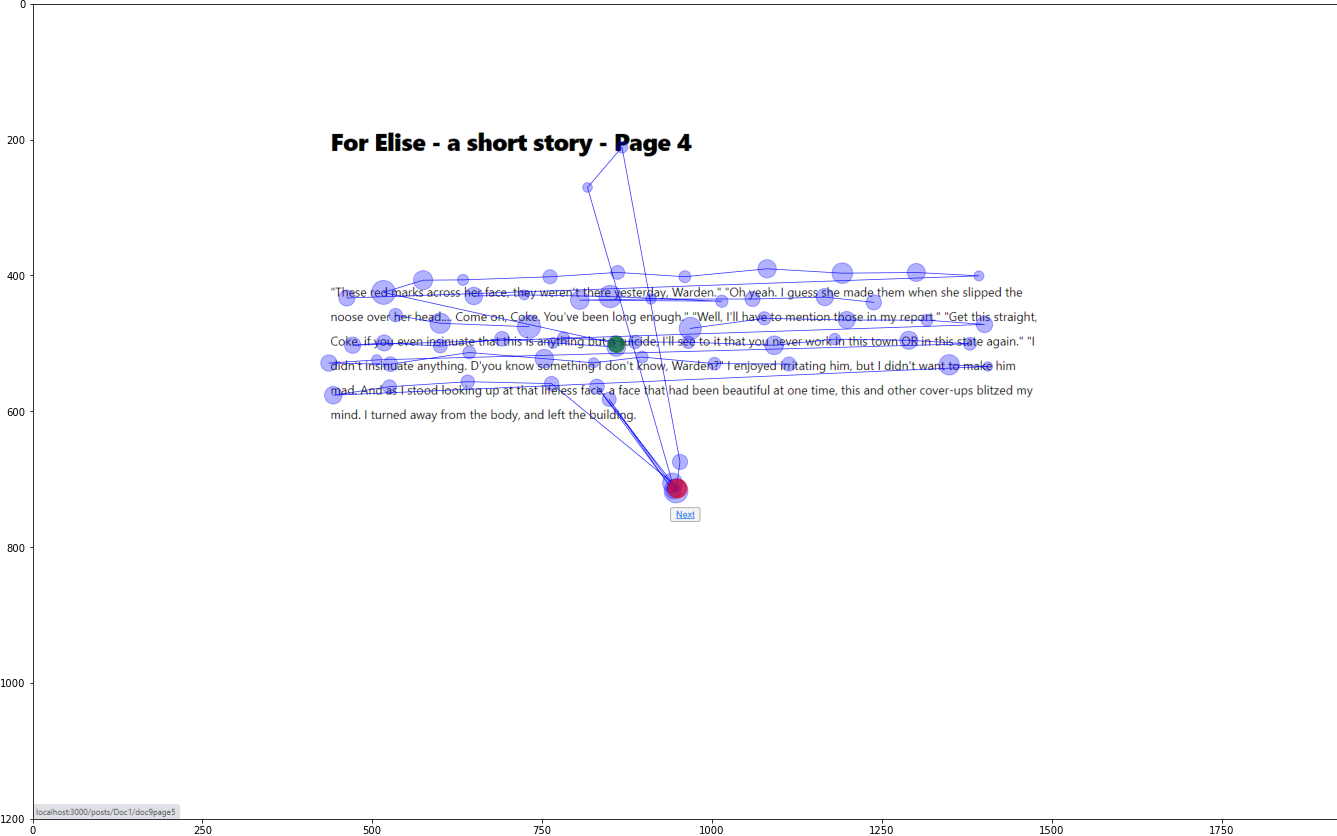 0
200
For Elise - a short story - Page 4
400
"These red marks across her face, they weren't there yesterday, Warden." "Oh yeah. I guess she made them when she slipped the
noose over her head... Come on, Coke. You've been long enough." "Well, I'll have to mention those in my report." "Get this straight,
Coke, if you even insinuate that this is anything but a suicide, I'll see to it that you never work in this town OR in this state again." "I
didn't insinuate anything. D'you know something I don't know, Warden?" I enjoyed irritating him, but I didn't want to make him
mad. And as I stood looking up at that lifeless face, a face that had been beautiful at one time, this and other cover-ups blitzed my
600
mind. I turned away from the body, and left the building.
Next
800
1000
localhost:3000/posts/Doc1/doc9page5
1200
0 250 500 750 1000 1250 1500 1750